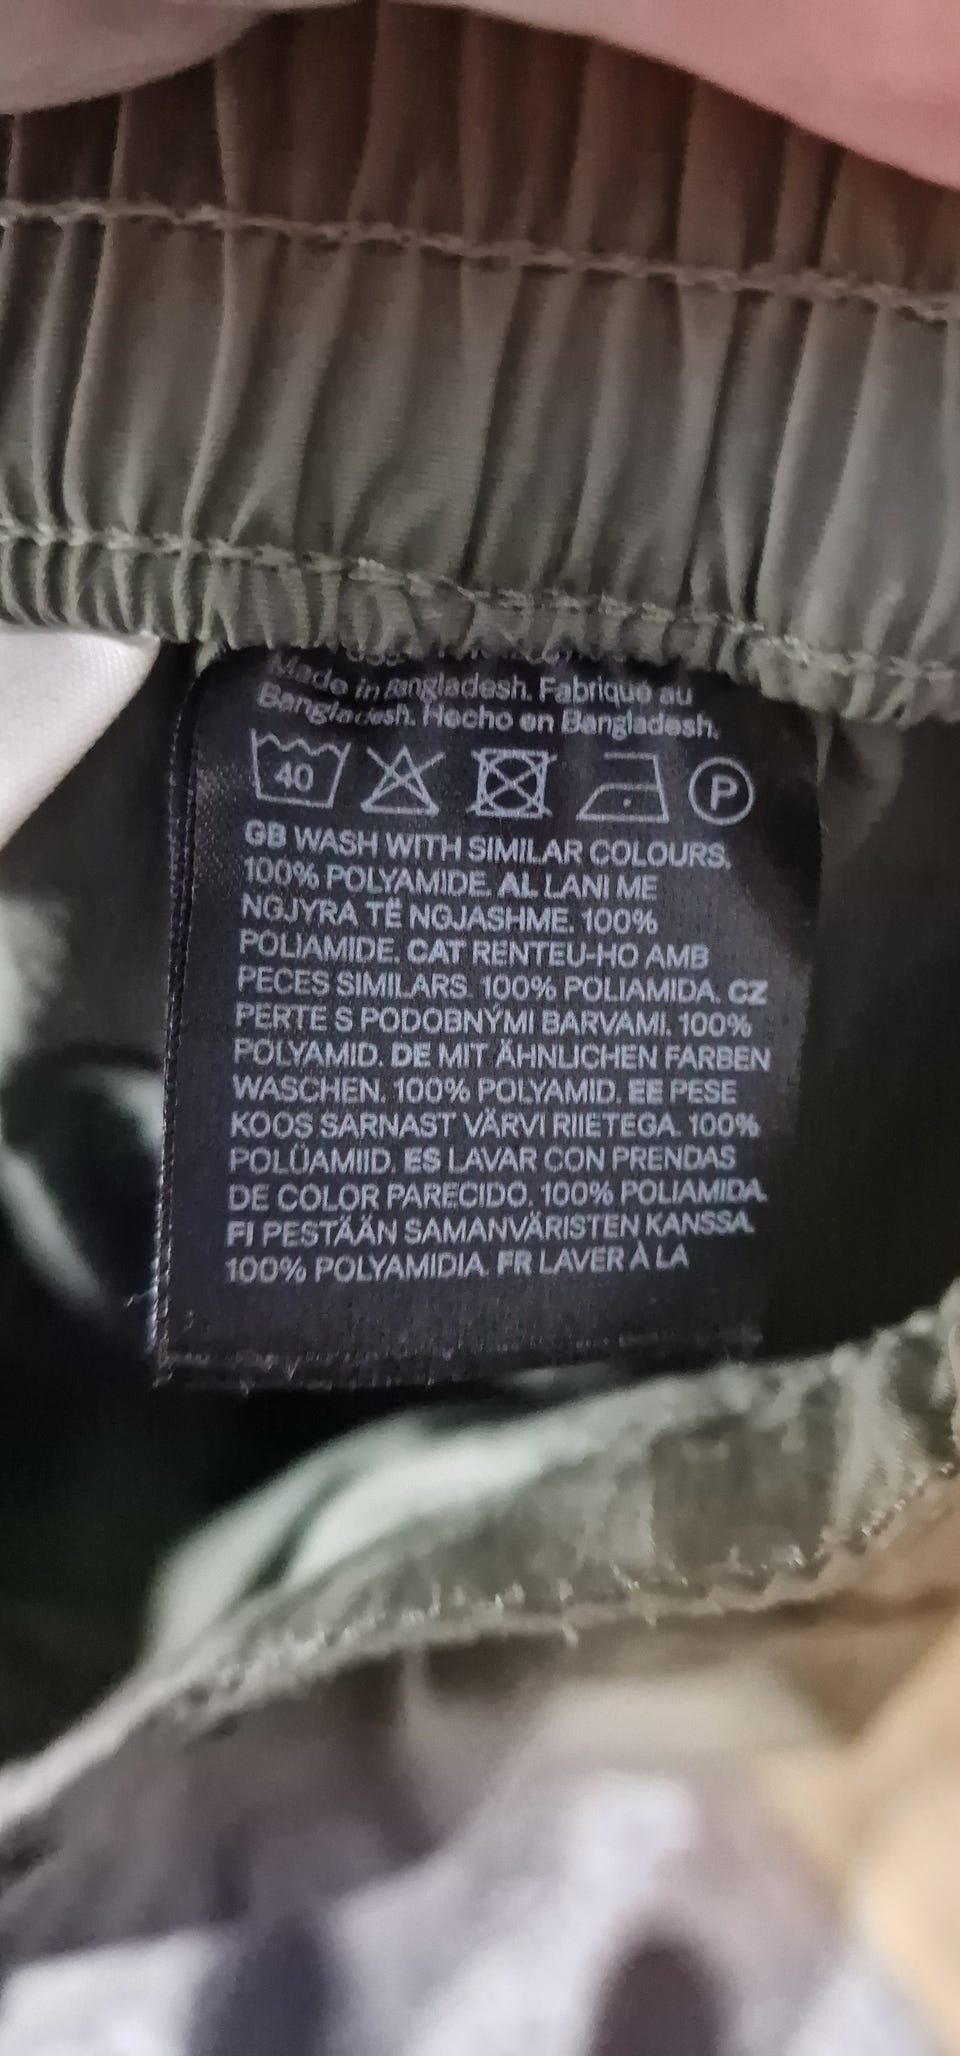 Made in Bangladesh. Fabriqué au
Bangladesh. Hecho en Bangladesh.
40 P
GB WASH WITH SIMILAR COLOURS.
100% POLYAMIDE. AL LANI ME
NGJYRA TË NGJASHME. 100%
POLIAMIDE. CAT RENTEU-HO AMB
PECES SIMILARS. 100% POLIAMIDA. CZ
PERTE S PODOBNÝMI BARVAMI. 100%
POLYAMID. DE MIT ÄHNLICHEN FARBEN
WASCHEN. 100% POLYAMID. EE PESE
KOOS SARNAST VÄRVI RIIETEGA. 100%
POLÜAMIID. ES LAVAR CON PRENDAS
DE COLOR PARECIDO. 100% POLIAMIDA.
FI PESTÄÄN SAMANVÄRISTEN KANSSA.
100% POLYAMIDIA. FR LAVER À LA